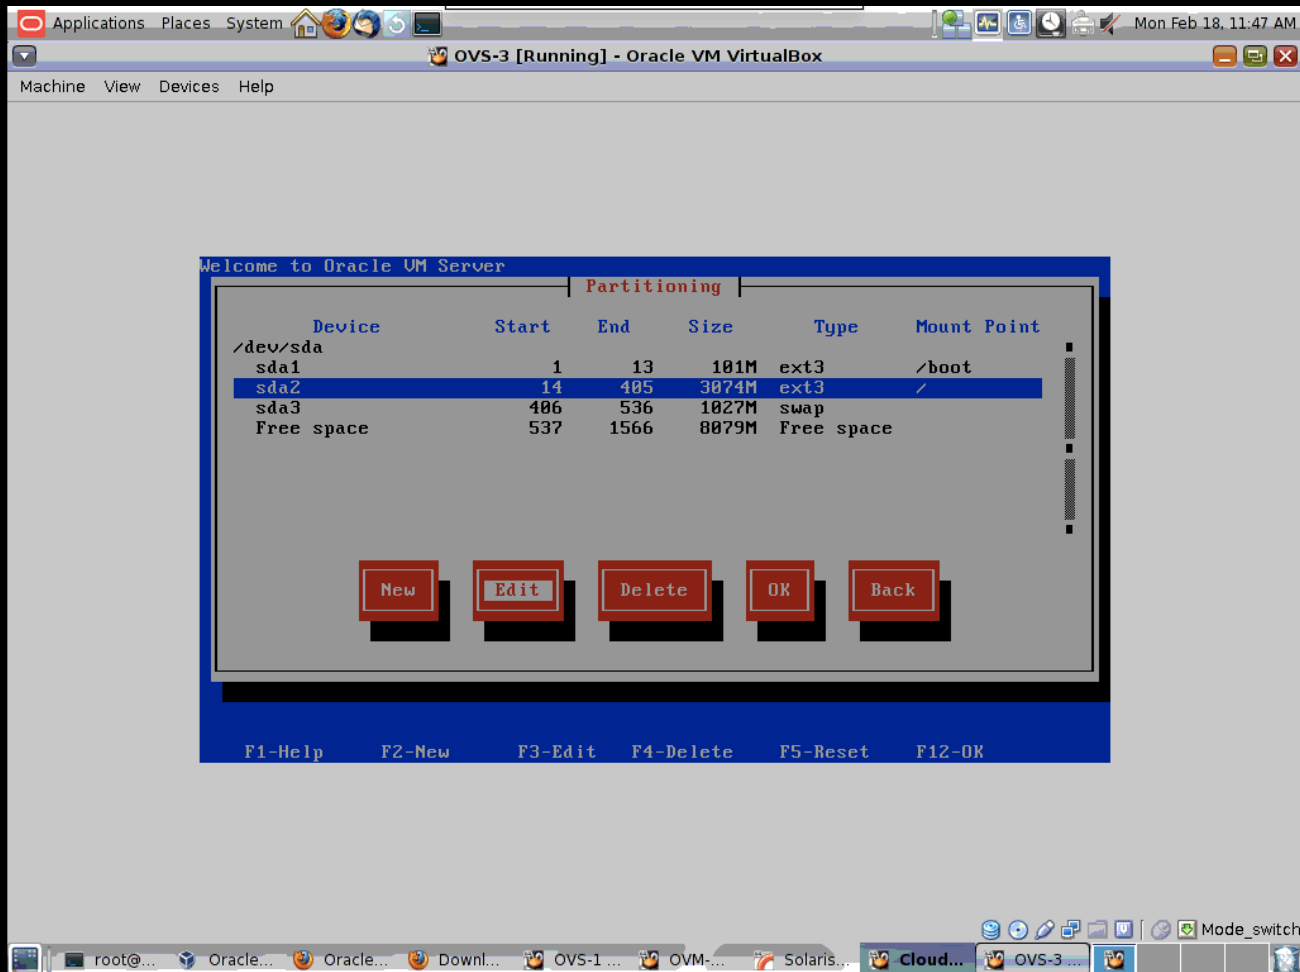 Applications Places System Mon Feb 18, 11:47 AM
OVS-3 [Running] - Oracle VM VirtualBox
Machine View Devices Help
Welcome to Oracle VM Server
Partitioning
Device Start End Size Type Mount Point
/dev/sda
sda1 1 13 101M ext3 /boot
sda2 14 405 3074M ext3 /
sda3 406 536 1027M swap
Free space 537 1566 8079M Free space
New Edit Delete OK Back
F1-Help F2-New F3-Edit F4-Delete F5-Reset F12-OK
Mode_switch
root@... Oracle... Oracle... Downl... OVS-1 ... OVM-... Solaris... Cloud... OVS-3 ...